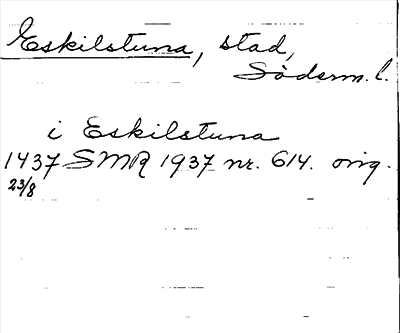 Eskilstuna, stad,
Söderm. l.
i Eskilstuna
1437 SMR 1937 nr. 614. orig.
23/8